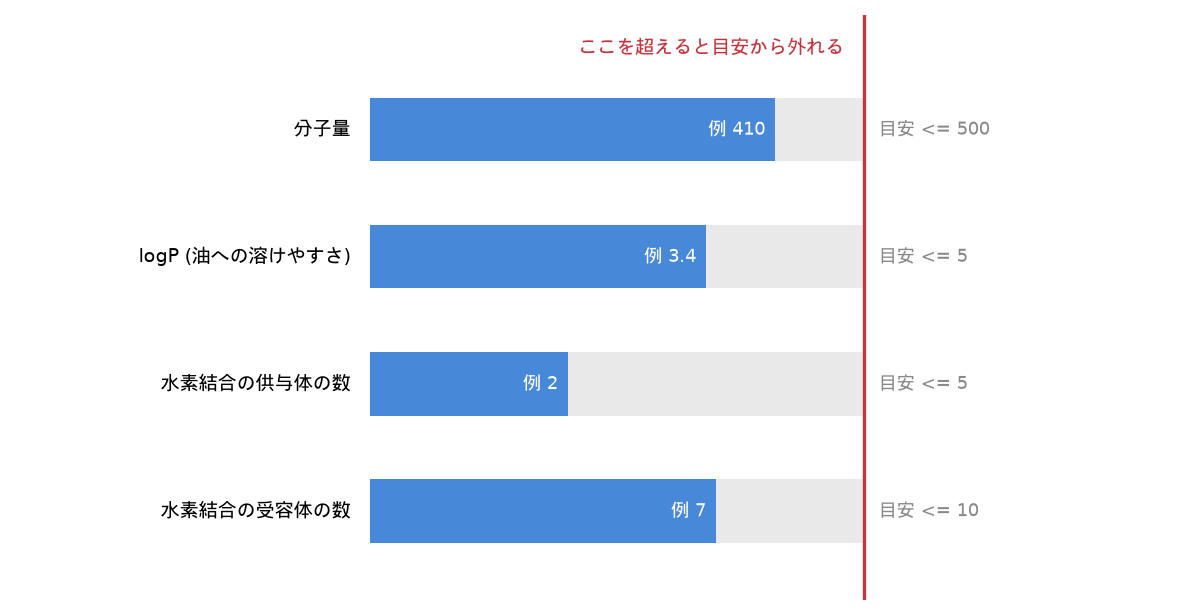 ここを超えると目安から外れる
分子量
例 410
目安 <= 500
logP (油への溶けやすさ)
例 3.4
目安 <= 5
水素結合の供与体の数
例 2
目安 <= 5
水素結合の受容体の数
例 7
目安 <= 10